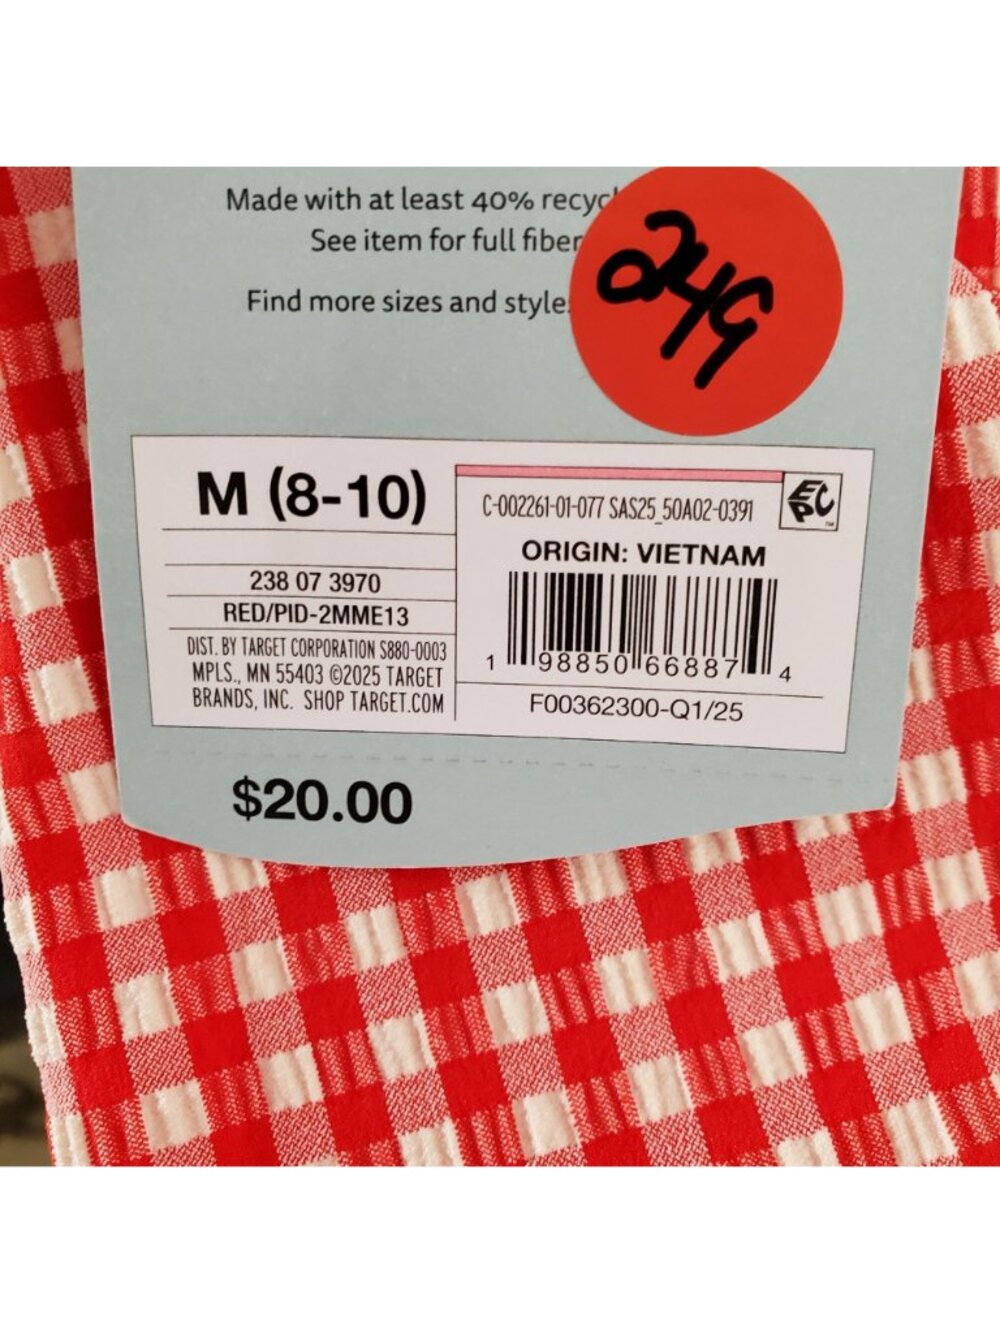 Made with at least 40%
See item for full fiber
Find more sizes and style
249
M (8-10)
238 07 3970
RED/PID-2MME13
DIST. BY TARGET CORPORATION S880-0003
MPLS., MN 55403 ©2025 TARGET
BRANDS, INC. SHOP TARGET.COM
C-002261-01-077 SAS25_50A02-0391
EPC
ORIGIN: VIETNAM
1 98850 66887 4
F00362300-Q1/25
$20.00